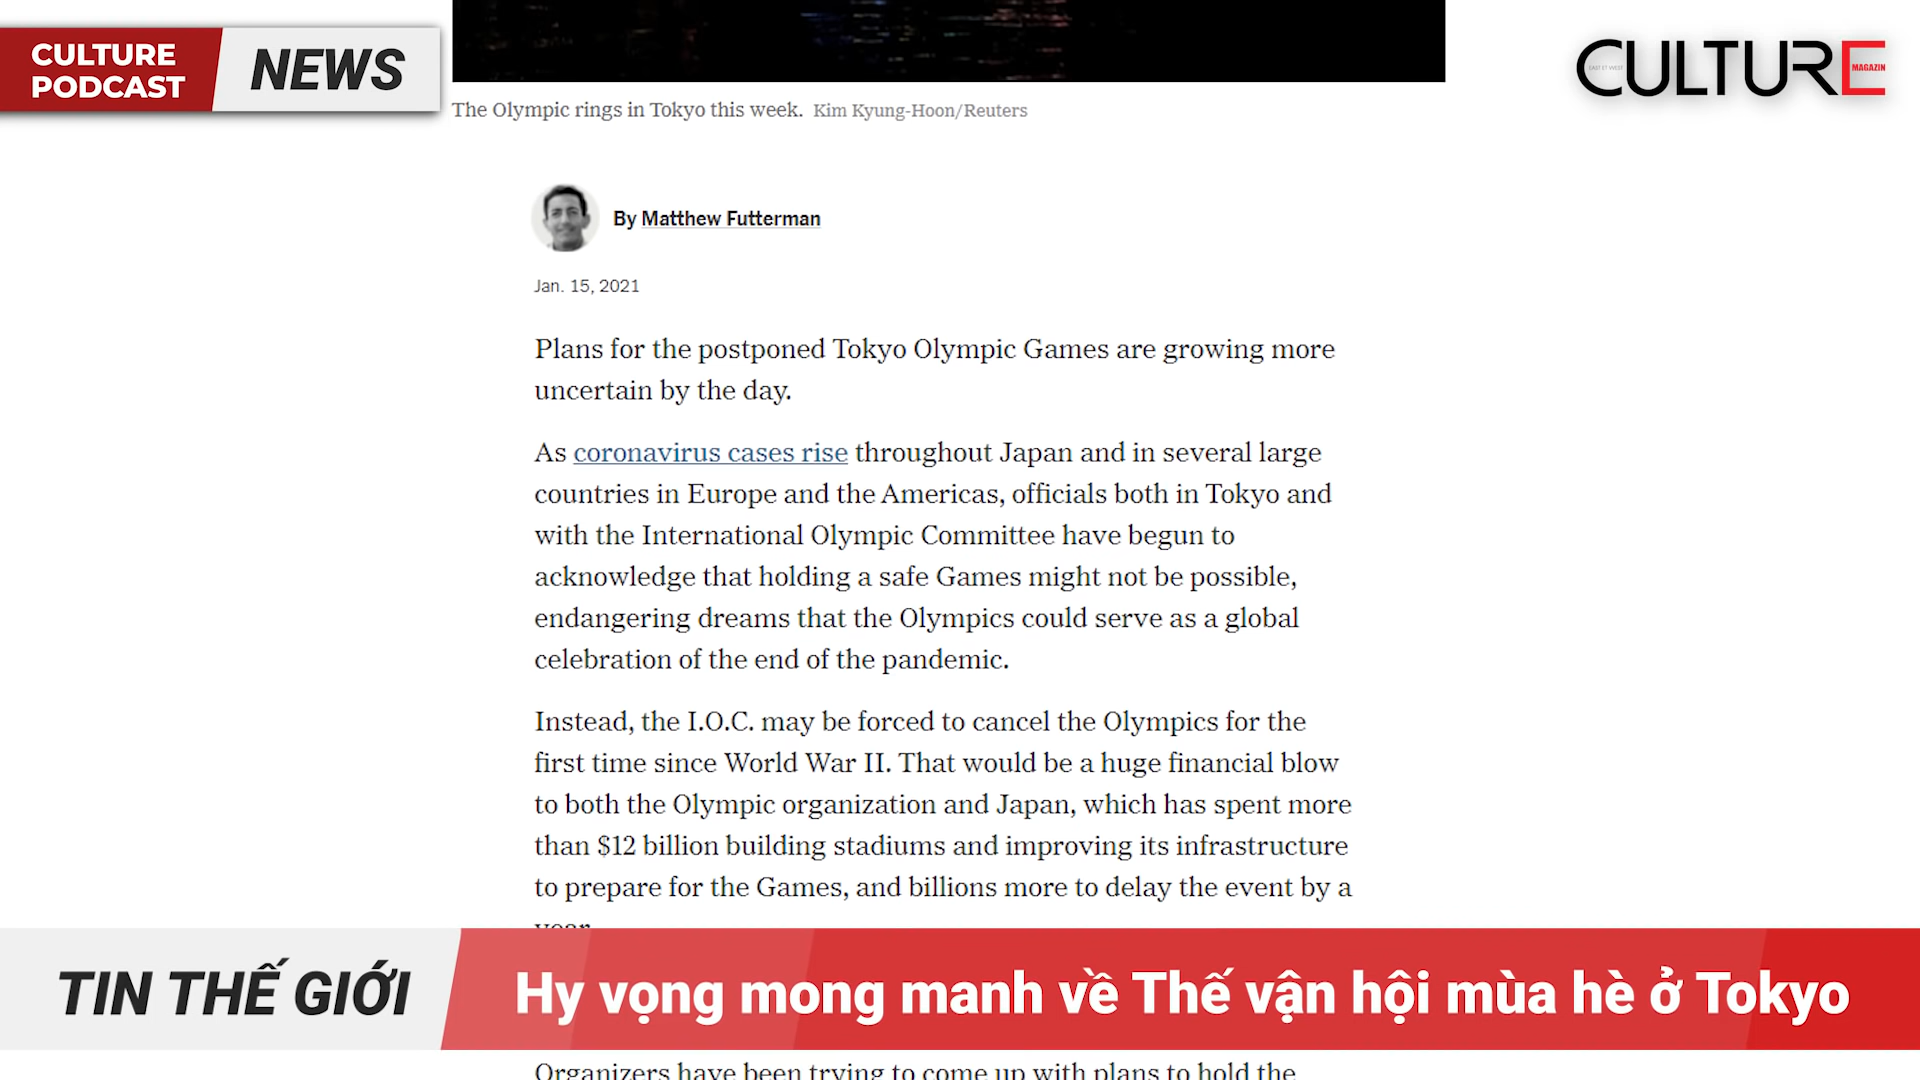 CULTURE
PODCAST
NEWS
CULTURE
EAST ET WEST
MAGAZIN
The Olympic rings in Tokyo this week. Kim Kyung-Hoon/Reuters
By Matthew Futterman
Jan. 15, 2021
Plans for the postponed Tokyo Olympic Games are growing more
uncertain by the day.
As coronavirus cases rise throughout Japan and in several large
countries in Europe and the Americas, officials both in Tokyo and
with the International Olympic Committee have begun to
acknowledge that holding a safe Games might not be possible,
endangering dreams that the Olympics could serve as a global
celebration of the end of the pandemic.
Instead, the I.O.C. may be forced to cancel the Olympics for the
first time since World War II. That would be a huge financial blow
to both the Olympic organization and Japan, which has spent more
than $12 billion building stadiums and improving its infrastructure
to prepare for the Games, and billions more to delay the event by a
year.
TIN THẾ GIỚI
Hy vọng mong manh về Thế vận hội mùa hè ở Tokyo
Organizers have been trying to come up with plans to hold the